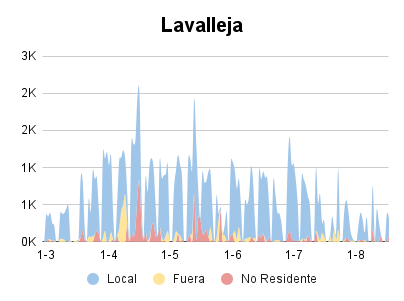 Lavalleja
3K
2K
2K
1K
1K
0K
1-3 1-4 1-5 1-6 1-7 1-8
Local Fuera No Residente